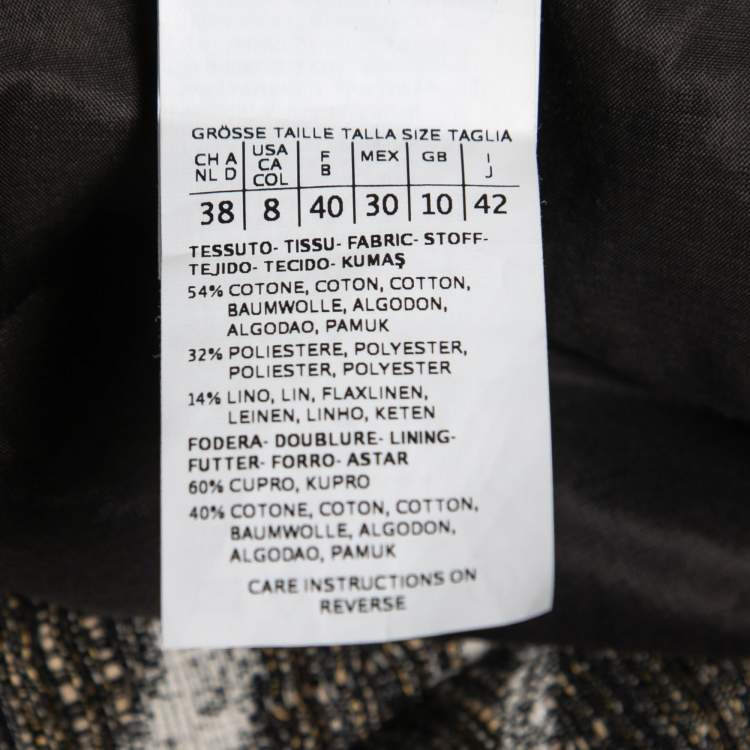 GRÖSSE TAILLE TALLA SIZE TAGLIA
CH A NL D USA CA COL F B MEX GB I J
38 8 40 30 10 42
TESSUTO- TISSU- FABRIC- STOFF-
TEJIDO- TECIDO- KUMAŞ
54% COTONE, COTON, COTTON,
BAUMWOLLE, ALGODON,
ALGODAO, PAMUK
32% POLIESTERE, POLYESTER,
POLIESTER, POLYESTER
14% LINO, LIN, FLAXLINEN,
LEINEN, LINHO, KETEN
FODERA- DOUBLURE- LINING-
FUTTER- FORRO- ASTAR
60% CUPRO, KUPRO
40% COTONE, COTON, COTTON,
BAUMWOLLE, ALGODON,
ALGODAO, PAMUK
CARE INSTRUCTIONS ON
REVERSE